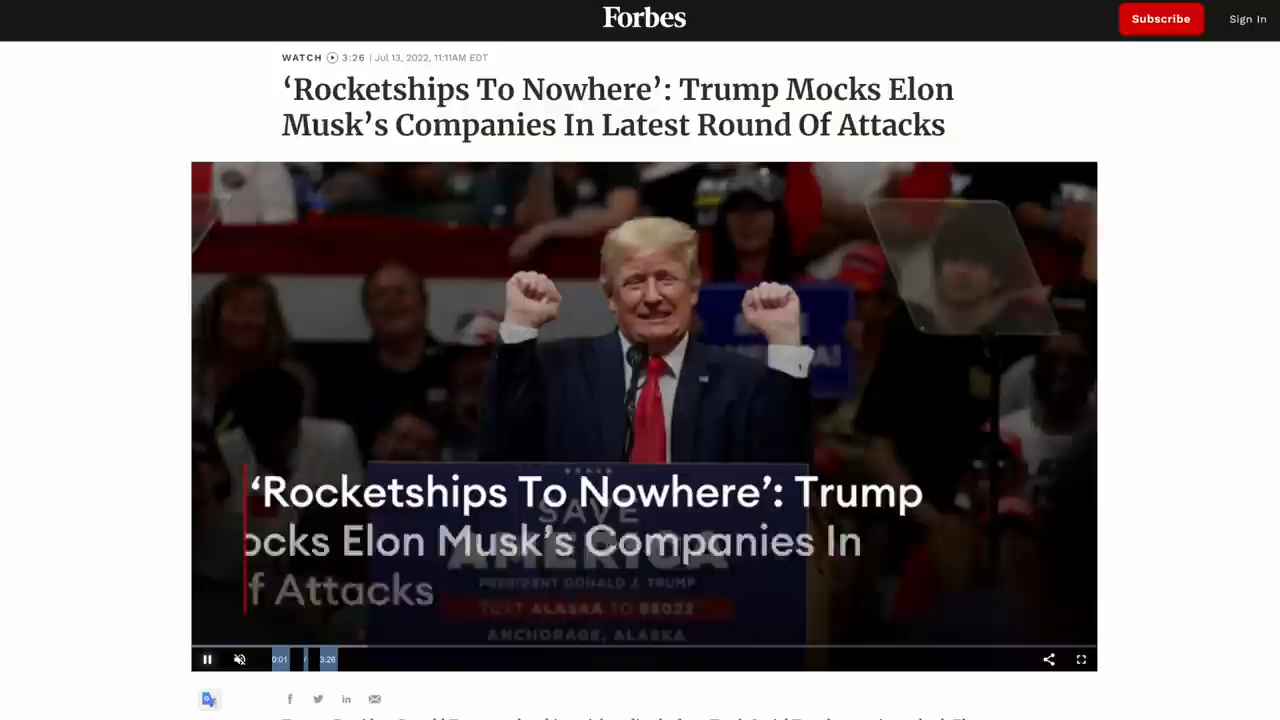 Forbes
Subscribe
Sign In
WATCH 3:26 | Jul 13, 2022, 11:11AM EDT
‘Rocketships To Nowhere’: Trump Mocks Elon
Musk’s Companies In Latest Round Of Attacks
‘Rocketships To Nowhere’: Trump
ocks Elon Musk’s Companies In
f Attacks
SAVE
AMERICA
PRESIDENT DONALD J. TRUMP
TEXT ALASKA TO 88022
ANCHORAGE, ALASKA
0:01 / 3:26